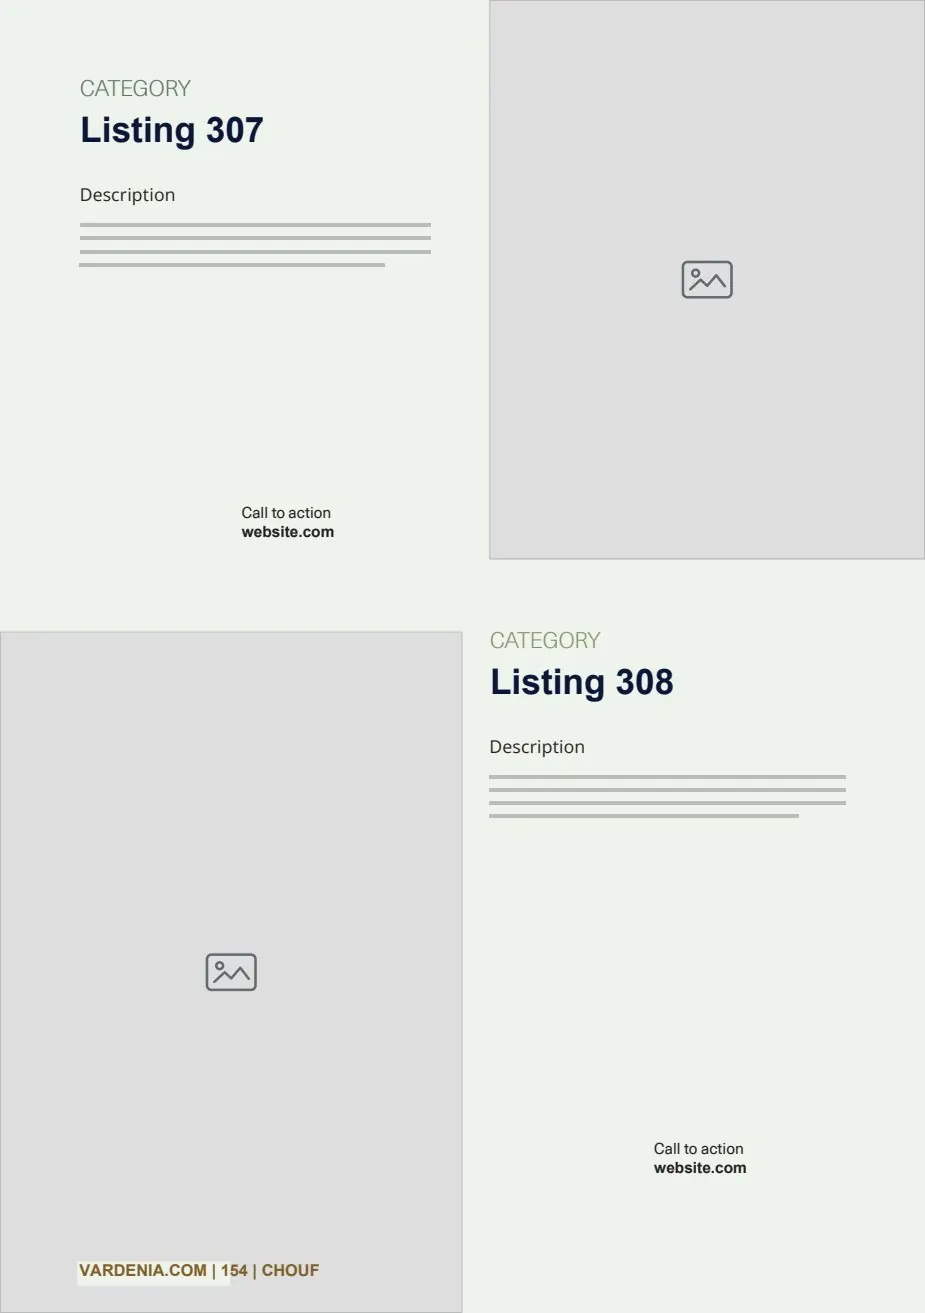 CATEGORY
Listing 307
Description
Call to action
website.com
CATEGORY
Listing 308
Description
Call to action
website.com
VARDENIA.COM | 154 | CHOUF